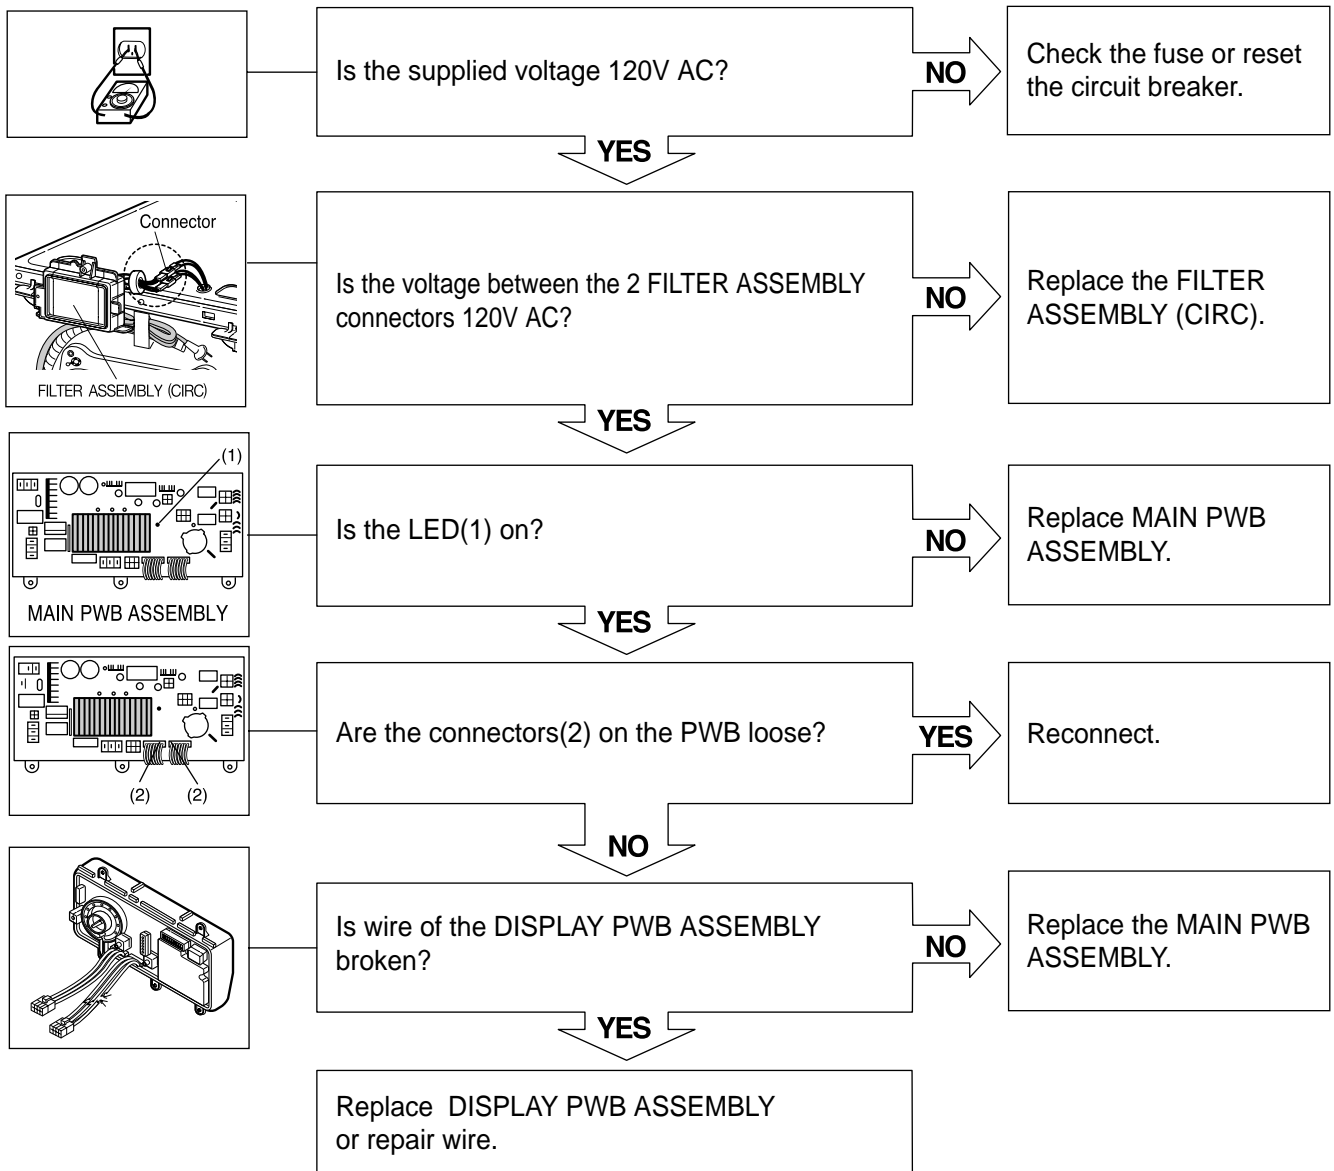 Is the supplied voltage 120V AC?
NO
Check the fuse or reset
the circuit breaker.
YES
Connector
FILTER ASSEMBLY (CIRC)
Is the voltage between the 2 FILTER ASSEMBLY
connectors 120V AC?
NO
Replace the FILTER
ASSEMBLY (CIRC).
YES
(1)
MAIN PWB ASSEMBLY
Is the LED(1) on?
NO
Replace MAIN PWB
ASSEMBLY.
YES
(2) (2)
Are the connectors(2) on the PWB loose?
YES
Reconnect.
NO
Is wire of the DISPLAY PWB ASSEMBLY
broken?
NO
Replace the MAIN PWB
ASSEMBLY.
YES
Replace DISPLAY PWB ASSEMBLY
or repair wire.